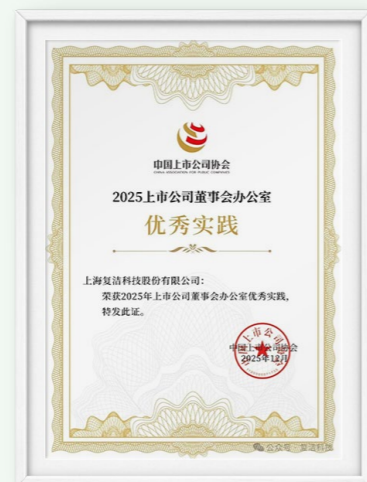 中国上市公司协会
CHINA ASSOCIATION FOR PUBLIC COMPANIES
2025上市公司董事会办公室
优秀实践
上海复洁科技股份有限公司:
荣获2025年上市公司董事会办公室优秀实践,
特发此证。
中国上市公司协会
2025年12月
公众号 · 复洁科技